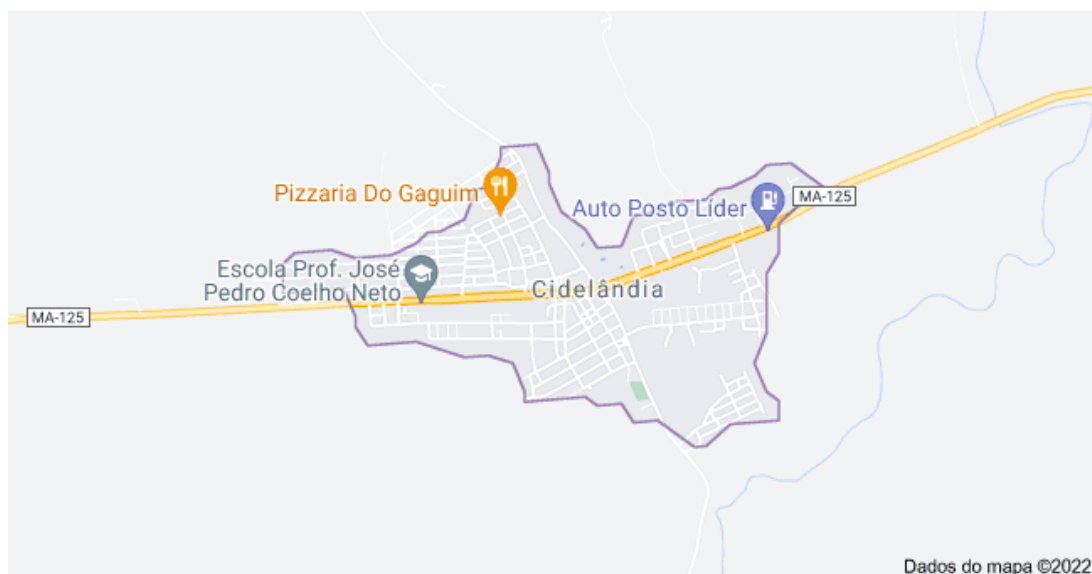 Pizzaria Do Gaguim
Auto Posto Líder
MA-125
Escola Prof. José
Pedro Coelho Neto
Cidelândia
MA-125
Dados do mapa ©2022